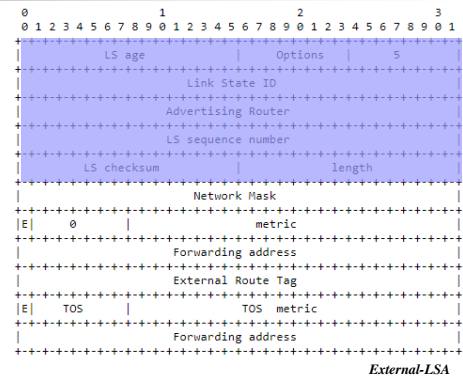 0                   1                   2                   3
0 1 2 3 4 5 6 7 8 9 0 1 2 3 4 5 6 7 8 9 0 1 2 3 4 5 6 7 8 9 0 1
+-+-+-+-+-+-+-+-+-+-+-+-+-+-+-+-+-+-+-+-+-+-+-+-+-+-+-+-+-+-+-+-+
| LS age | Options | 5 |
+-+-+-+-+-+-+-+-+-+-+-+-+-+-+-+-+-+-+-+-+-+-+-+-+-+-+-+-+-+-+-+-+
| Link State ID |
+-+-+-+-+-+-+-+-+-+-+-+-+-+-+-+-+-+-+-+-+-+-+-+-+-+-+-+-+-+-+-+-+
| Advertising Router |
+-+-+-+-+-+-+-+-+-+-+-+-+-+-+-+-+-+-+-+-+-+-+-+-+-+-+-+-+-+-+-+-+
| LS sequence number |
+-+-+-+-+-+-+-+-+-+-+-+-+-+-+-+-+-+-+-+-+-+-+-+-+-+-+-+-+-+-+-+-+
| LS checksum | length |
+-+-+-+-+-+-+-+-+-+-+-+-+-+-+-+-+-+-+-+-+-+-+-+-+-+-+-+-+-+-+-+-+
| Network Mask |
+-+-+-+-+-+-+-+-+-+-+-+-+-+-+-+-+-+-+-+-+-+-+-+-+-+-+-+-+-+-+-+-+
|E| 0 | metric |
+-+-+-+-+-+-+-+-+-+-+-+-+-+-+-+-+-+-+-+-+-+-+-+-+-+-+-+-+-+-+-+-+
| Forwarding address |
+-+-+-+-+-+-+-+-+-+-+-+-+-+-+-+-+-+-+-+-+-+-+-+-+-+-+-+-+-+-+-+-+
| External Route Tag |
+-+-+-+-+-+-+-+-+-+-+-+-+-+-+-+-+-+-+-+-+-+-+-+-+-+-+-+-+-+-+-+-+
|E| TOS | TOS metric |
+-+-+-+-+-+-+-+-+-+-+-+-+-+-+-+-+-+-+-+-+-+-+-+-+-+-+-+-+-+-+-+-+
| Forwarding address |
+-+-+-+-+-+-+-+-+-+-+-+-+-+-+-+-+-+-+-+-+-+-+-+-+-+-+-+-+-+-+-+-+
External-LSA